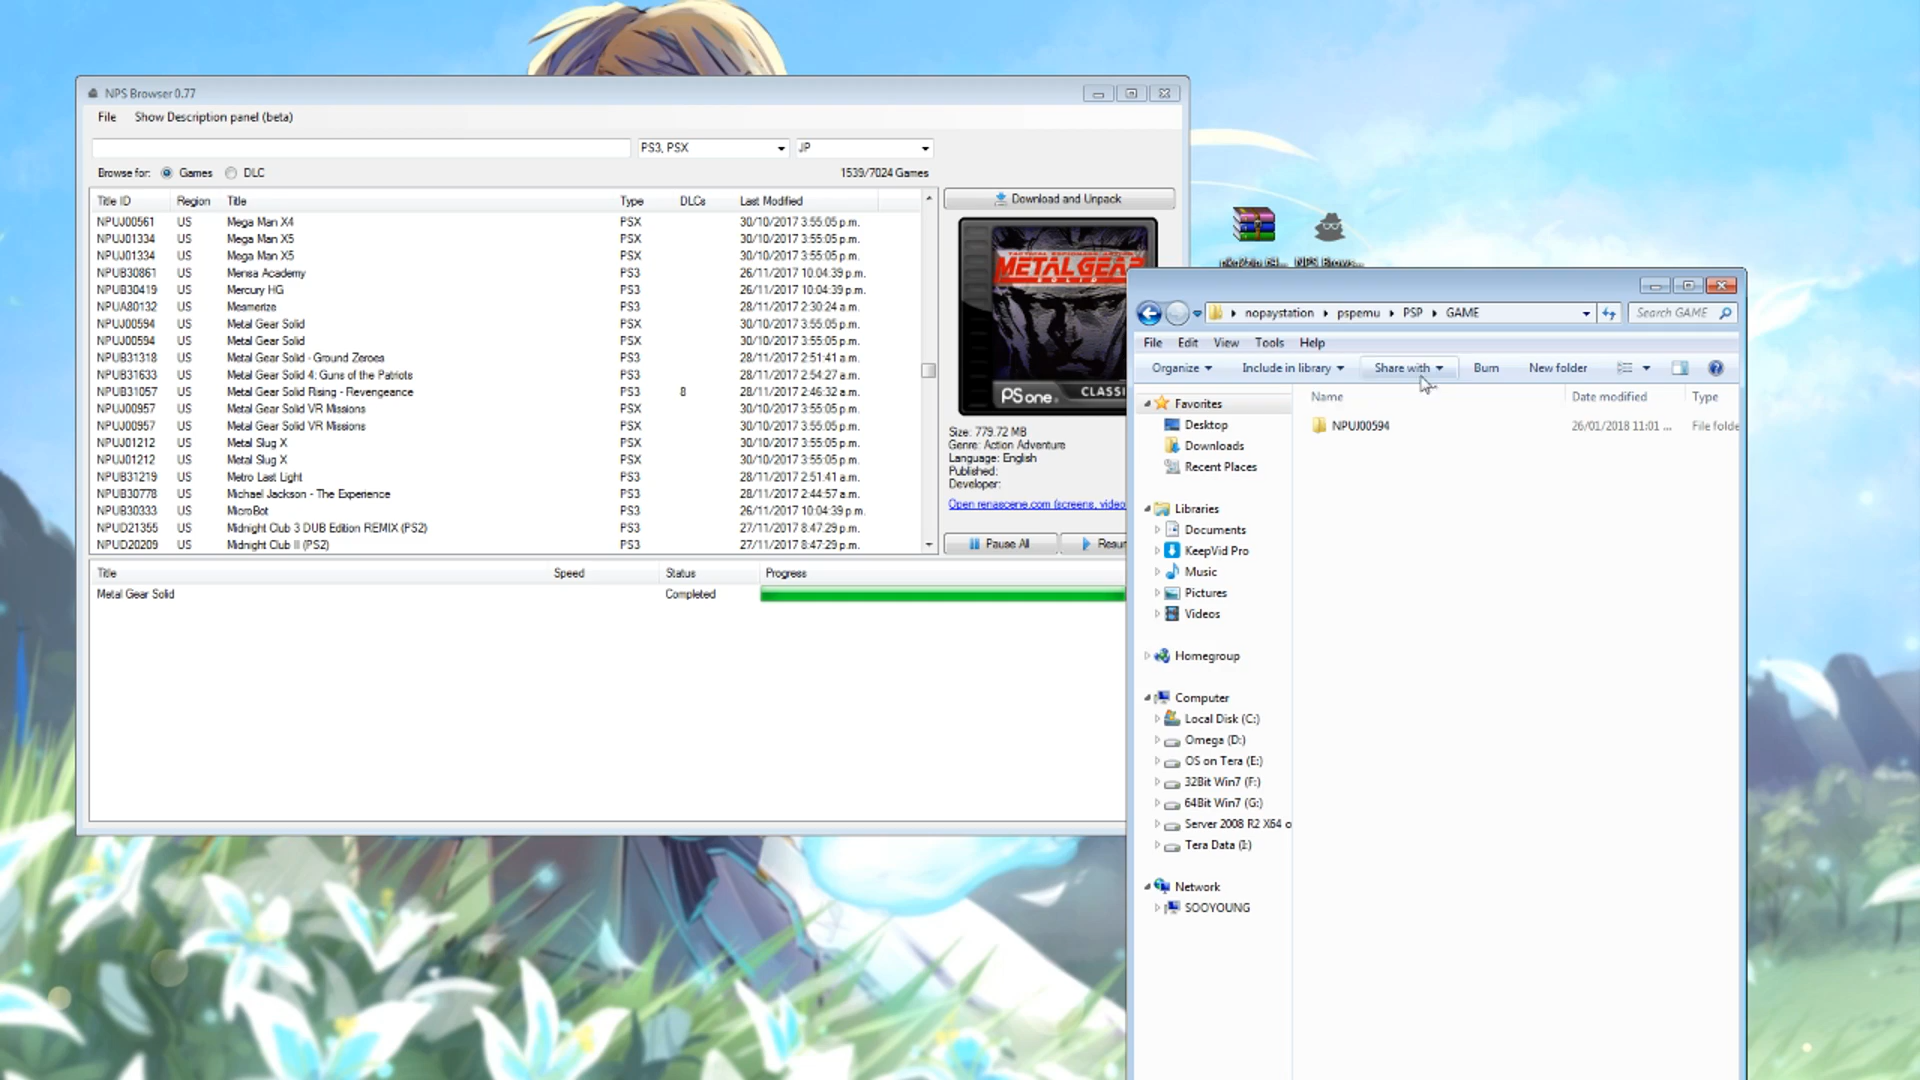 NPS Browser 0.77
File Show Description panel (beta)
PS3, PSX JP
Browse for: Games DLC 1539/7024 Games
Title ID Region Title Type DLCs Last Modified
NPUJ00561 US Mega Man X4 PSX 30/10/2017 3:55:05 p.m.
NPUJ01334 US Mega Man X5 PSX 30/10/2017 3:55:05 p.m.
NPUJ01334 US Mega Man X5 PSX 30/10/2017 3:55:05 p.m.
NPUB30861 US Mensa Academy PS3 26/11/2017 10:04:39 p.m.
NPUB30419 US Mercury HG PS3 26/11/2017 10:04:39 p.m.
NPUA80132 US Mesmerize PS3 28/11/2017 2:30:24 a.m.
NPUJ00594 US Metal Gear Solid PSX 30/10/2017 3:55:05 p.m.
NPUJ00594 US Metal Gear Solid PSX 30/10/2017 3:55:05 p.m.
NPUB31318 US Metal Gear Solid - Ground Zeroes PS3 28/11/2017 2:51:41 a.m.
NPUB31633 US Metal Gear Solid 4: Guns of the Patriots PS3 28/11/2017 2:54:27 a.m.
NPUB31057 US Metal Gear Solid Rising - Revengeance PS3 8 28/11/2017 2:46:32 a.m.
NPUJ00957 US Metal Gear Solid VR Missions PSX 30/10/2017 3:55:05 p.m.
NPUJ00957 US Metal Gear Solid VR Missions PSX 30/10/2017 3:55:05 p.m.
NPUJ01212 US Metal Slug X PSX 30/10/2017 3:55:05 p.m.
NPUJ01212 US Metal Slug X PSX 30/10/2017 3:55:05 p.m.
NPUB31219 US Metro Last Light PS3 28/11/2017 2:51:41 a.m.
NPUB30778 US Michael Jackson - The Experience PS3 28/11/2017 2:44:57 a.m.
NPUB30333 US MicroBot PS3 26/11/2017 10:04:39 p.m.
NPUD21355 US Midnight Club 3 DUB Edition REMIX (PS2) PS3 27/11/2017 8:47:29 p.m.
NPUD20209 US Midnight Club II (PS2) PS3 27/11/2017 8:47:29 p.m.
Download and Unpack
METAL GEAR
SOLID
PS one. CLASSI
Size: 779.72 MB
Genre: Action Adventure
Language: English
Published:
Developer:
Open renascene.com (screens, video
Pause All Resu
Title Speed Status Progress
Metal Gear Solid Completed
NPS Brows...
nopaystation pspemu PSP GAME Search GAME
File Edit View Tools Help
Organize Include in library Share with Burn New folder
Name Date modified Type
NPUJ00594 26/01/2018 11:01 ... File folde
Favorites
Desktop
Downloads
Recent Places
Libraries
Documents
KeepVid Pro
Music
Pictures
Videos
Homegroup
Computer
Local Disk (C:)
Omega (D:)
OS on Tera (E:)
32Bit Win7 (F:)
64Bit Win7 (G:)
Server 2008 R2 X64 o
Tera Data (I:)
Network
SOOYOUNG